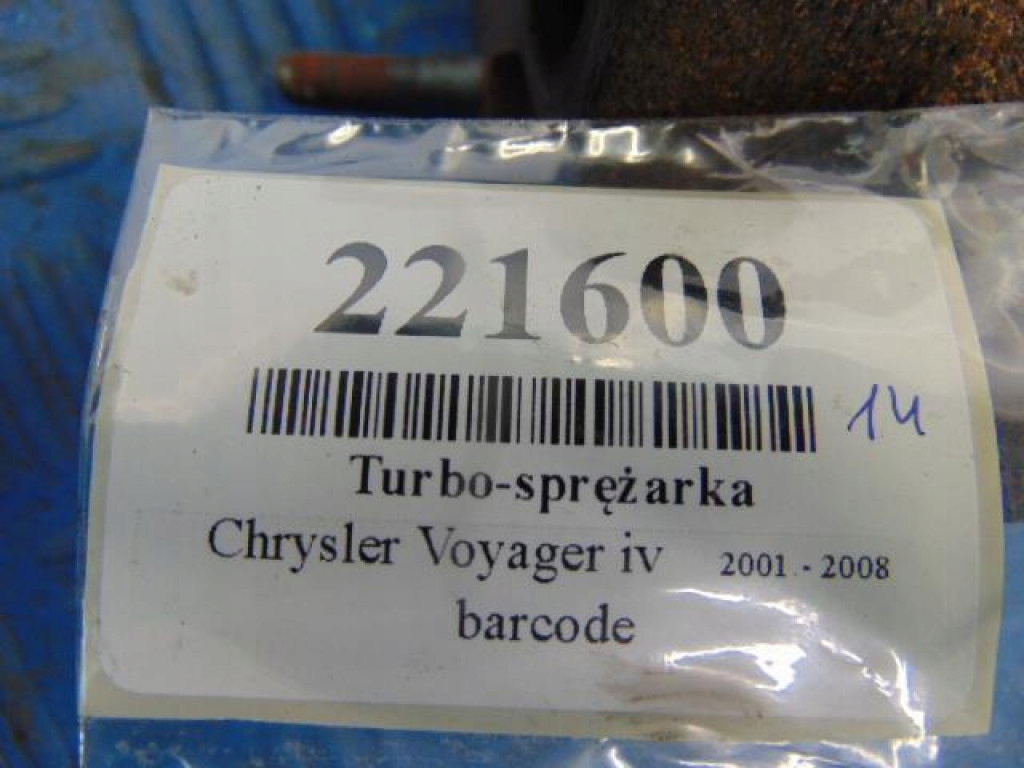 221600
14
Turbo-sprężarka
Chrysler Voyager iv 2001 - 2008
barcode